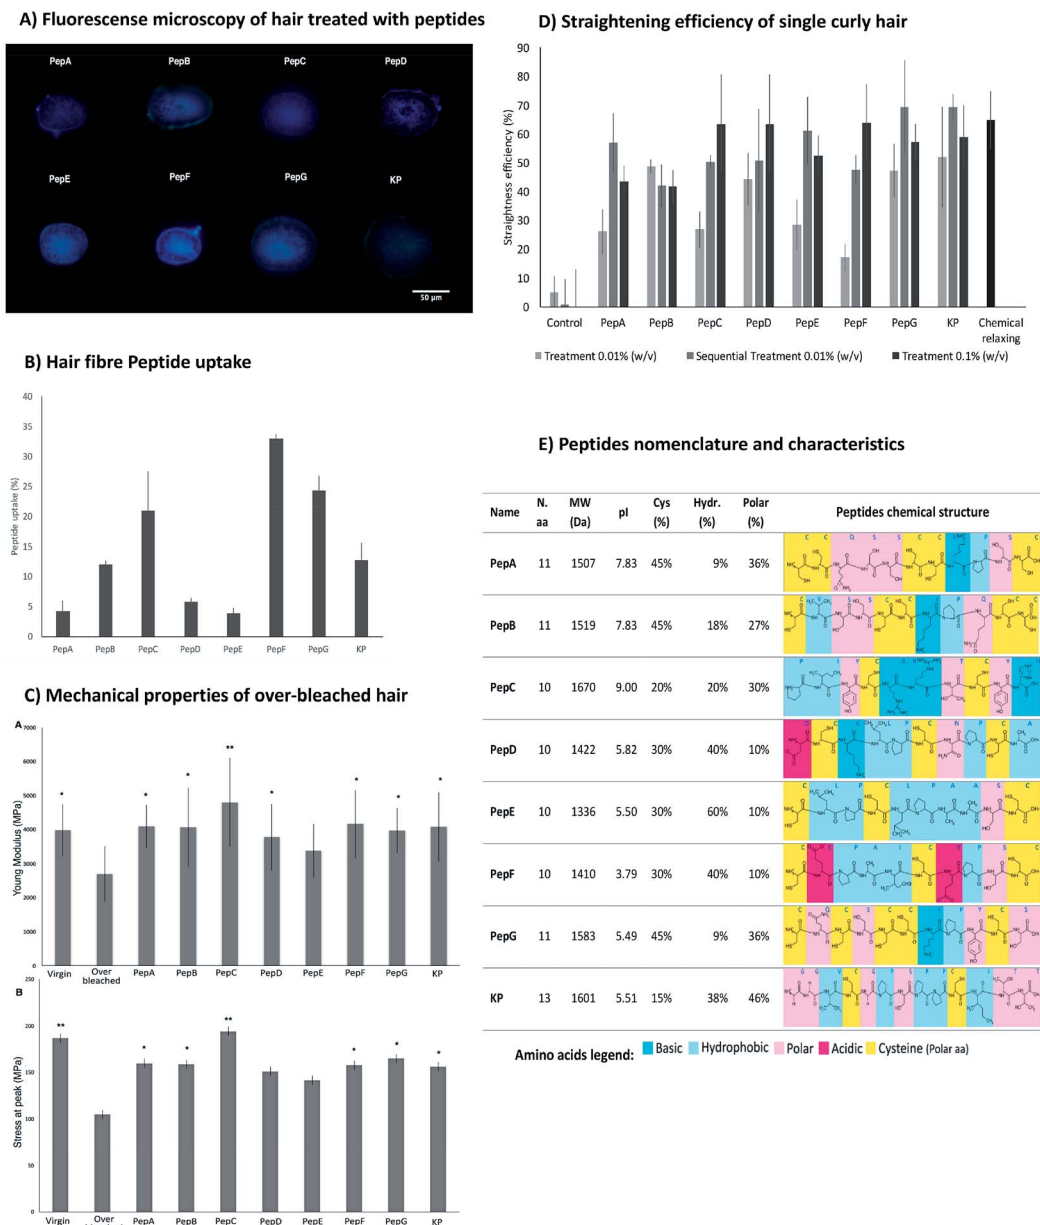 A) Fluorescense microscopy of hair treated with peptides
PepA PepB PepC PepD
PepE PepF PepG KP
50 µm
B) Hair fibre Peptide uptake
Peptide uptake (%)
40
35
30
25
20
15
10
5
0
PepA PepB PepC PepD PepE PepF PepG KP
C) Mechanical properties of over-bleached hair
A
Young Modulus (MPa)
7000
6000
5000
4000
3000
2000
1000
0
* * * ** * * * *
Virgin Over bleached PepA PepB PepC PepD PepE PepF PepG KP
B
Stress at peak (MPa)
250
200
150
100
50
0
** * * ** * * *
Virgin Over PepA PepB PepC PepD PepE PepF PepG KP
D) Straightening efficiency of single curly hair
Straightness efficiency (%)
90
80
70
60
50
40
30
20
10
0
Control PepA PepB PepC PepD PepE PepF PepG KP Chemical relaxing
Treatment 0.01% (w/v) Sequential Treatment 0.01% (w/v) Treatment 0.1% (w/v)
E) Peptides nomenclature and characteristics
Name N. aa MW (Da) pI Cys (%) Hydr. (%) Polar (%) Peptides chemical structure
PepA 11 1507 7.83 45% 9% 36%
PepB 11 1519 7.83 45% 18% 27%
PepC 10 1670 9.00 20% 20% 30%
PepD 10 1422 5.82 30% 40% 10%
PepE 10 1336 5.50 30% 60% 10%
C L P C L P A A S C
PepF 10 1410 3.79 30% 40% 10%
C E P A I C E P S C
PepG 11 1583 5.49 45% 9% 36%
KP 13 1601 5.51 15% 38% 46%
G G V C G P S P P C I T T
Amino acids legend: Basic Hydrophobic Polar Acidic Cysteine (Polar aa)